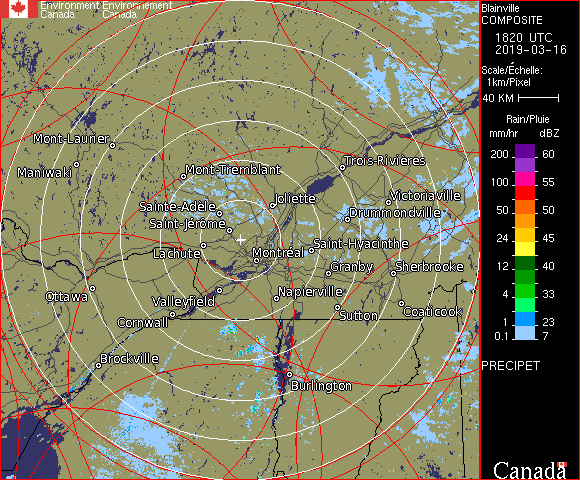 Environment Environnement
Canada Canada
Blainville
COMPOSITE
1820 UTC
2019-03-16
Scale/Échelle:
1km/Pixel
40 KM
Rain/Pluie
mm/hr dBZ
200 60
100 55
50 50
24 45
12 40
4 33
1 23
0.1 7
PRECIPET
Canada
Mont-Laurier
Maniwaki
Mont-Tremblant
Trois-Rivières
Joliette
Victoriaville
Sainte-Adèle
Drummondville
Saint-Jérôme
Saint-Hyacinthe
Lachute
Montréal
Granby
Sherbrooke
Ottawa
Valleyfield
Napierville
Sutton
Coaticook
Cornwall
Brockville
Burlington